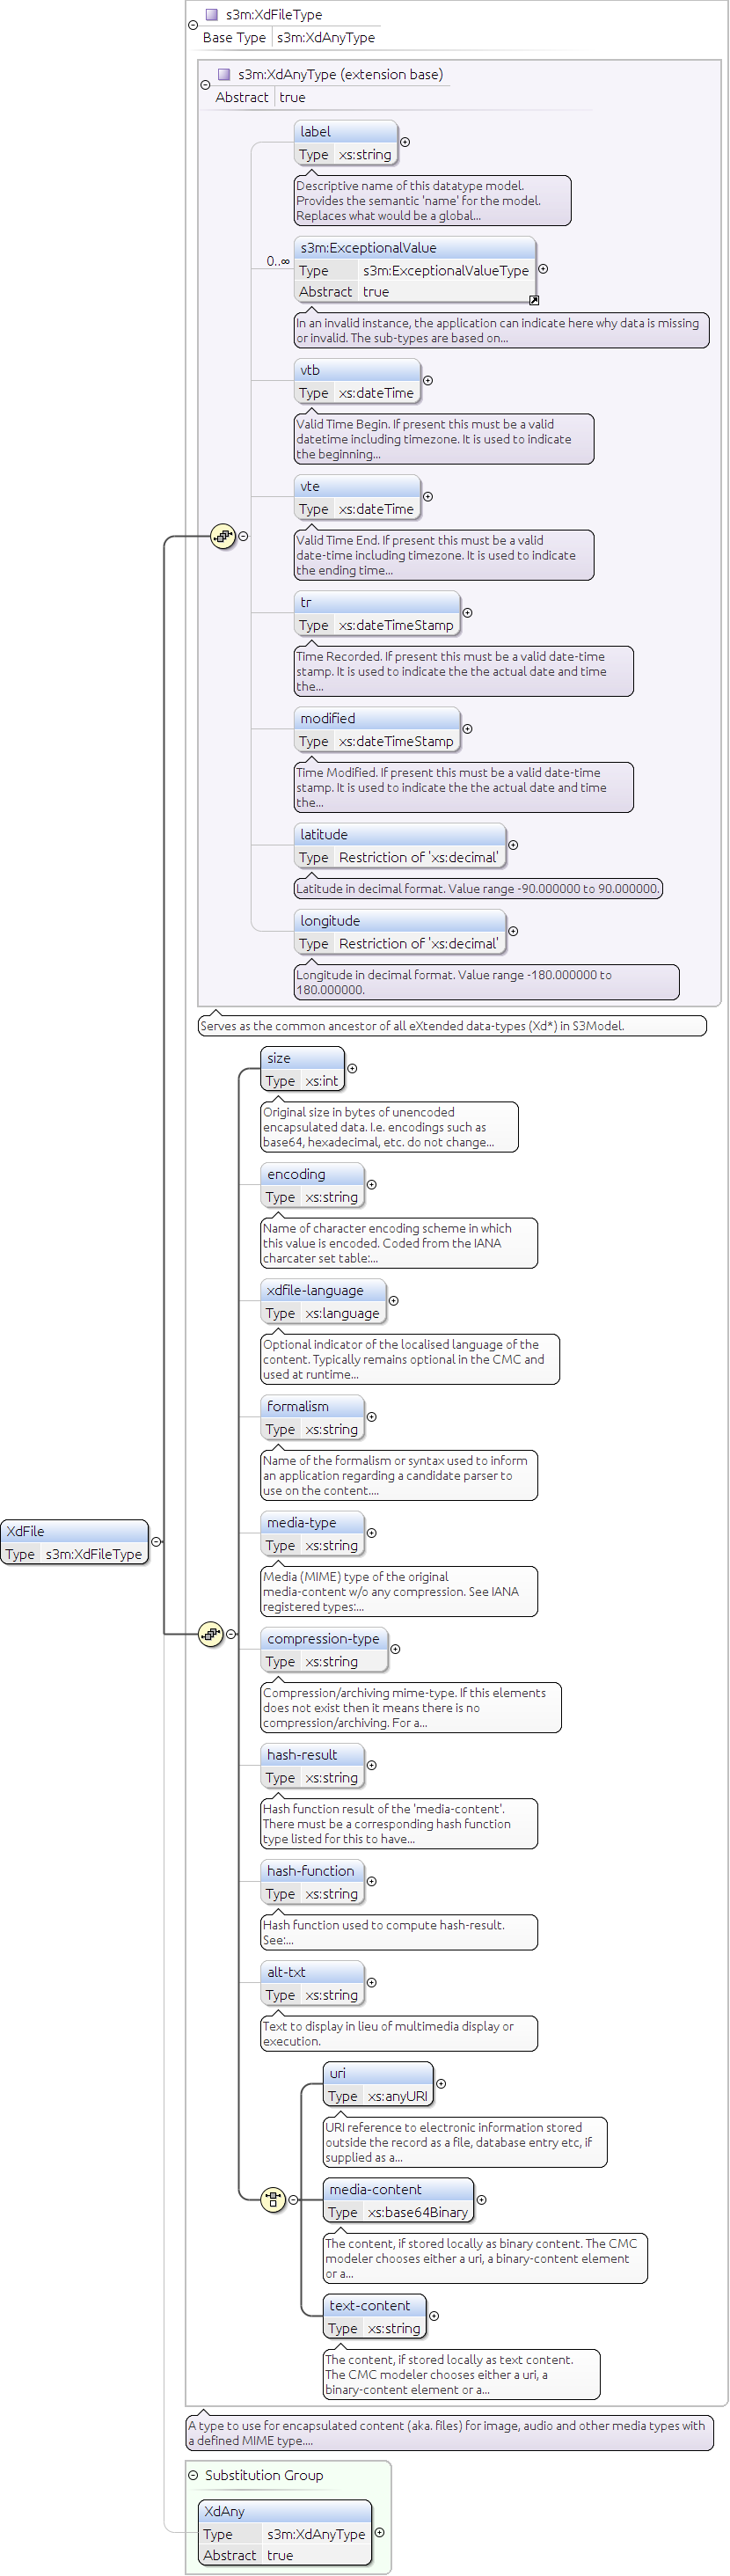 s3m:XdFileType
Base Type s3m:XdAnyType
s3m:XdAnyType (extension base)
Abstract true
label
Type xs:string
Descriptive name of this datatype model.
Provides the semantic 'name' for the model.
Replaces what would be a global...
0..∞
s3m:ExceptionalValue
Type s3m:ExceptionalValueType
Abstract true
In an invalid instance, the application can indicate here why data is missing
or invalid. The sub-types are based on...
vtb
Type xs:dateTime
Valid Time Begin. If present this must be a valid
datetime including timezone. It is used to indicate
the beginning...
vte
Type xs:dateTime
Valid Time End. If present this must be a valid
date-time including timezone. It is used to indicate
the ending time...
tr
Type xs:dateTimeStamp
Time Recorded. If present this must be a valid date-time
stamp. It is used to indicate the the actual date and time
the...
modified
Type xs:dateTimeStamp
Time Modified. If present this must be a valid date-time
stamp. It is used to indicate the the actual date and time
the...
latitude
Type Restriction of 'xs:decimal'
Latitude in decimal format. Value range -90.000000 to 90.000000.
longitude
Type Restriction of 'xs:decimal'
Longitude in decimal format. Value range -180.000000 to
180.000000.
Serves as the common ancestor of all eXtended data-types (Xd*) in S3Model.
size
Type xs:int
Original size in bytes of unencoded
encapsulated data. I.e. encodings such as
base64, hexadecimal, etc. do not change...
encoding
Type xs:string
Name of character encoding scheme in which
this value is encoded. Coded from the IANA
charcater set table:...
xdfile-language
Type xs:language
Optional indicator of the localised language of the
content. Typically remains optional in the CMC and
used at runtime...
formalism
Type xs:string
Name of the formalism or syntax used to inform
an application regarding a candidate parser to
use on the content....
XdFile
Type s3m:XdFileType
media-type
Type xs:string
Media (MIME) type of the original
media-content w/o any compression. See IANA
registered types:...
compression-type
Type xs:string
Compression/archiving mime-type. If this elements
does not exist then it means there is no
compression/archiving. For a...
hash-result
Type xs:string
Hash function result of the 'media-content'.
There must be a corresponding hash function
type listed for this to have...
hash-function
Type xs:string
Hash function used to compute hash-result.
See:...
alt-txt
Type xs:string
Text to display in lieu of multimedia display or
execution.
uri
Type xs:anyURI
URI reference to electronic information stored
outside the record as a file, database entry etc, if
supplied as a...
media-content
Type xs:base64Binary
The content, if stored locally as binary content. The CMC
modeler chooses either a uri, a binary-content element
or a...
text-content
Type xs:string
The content, if stored locally as text content.
The CMC modeler chooses either a uri, a
binary-content element or a...
A type to use for encapsulated content (aka. files) for image, audio and other media types with
a defined MIME type....
Substitution Group
XdAny
Type s3m:XdAnyType
Abstract true